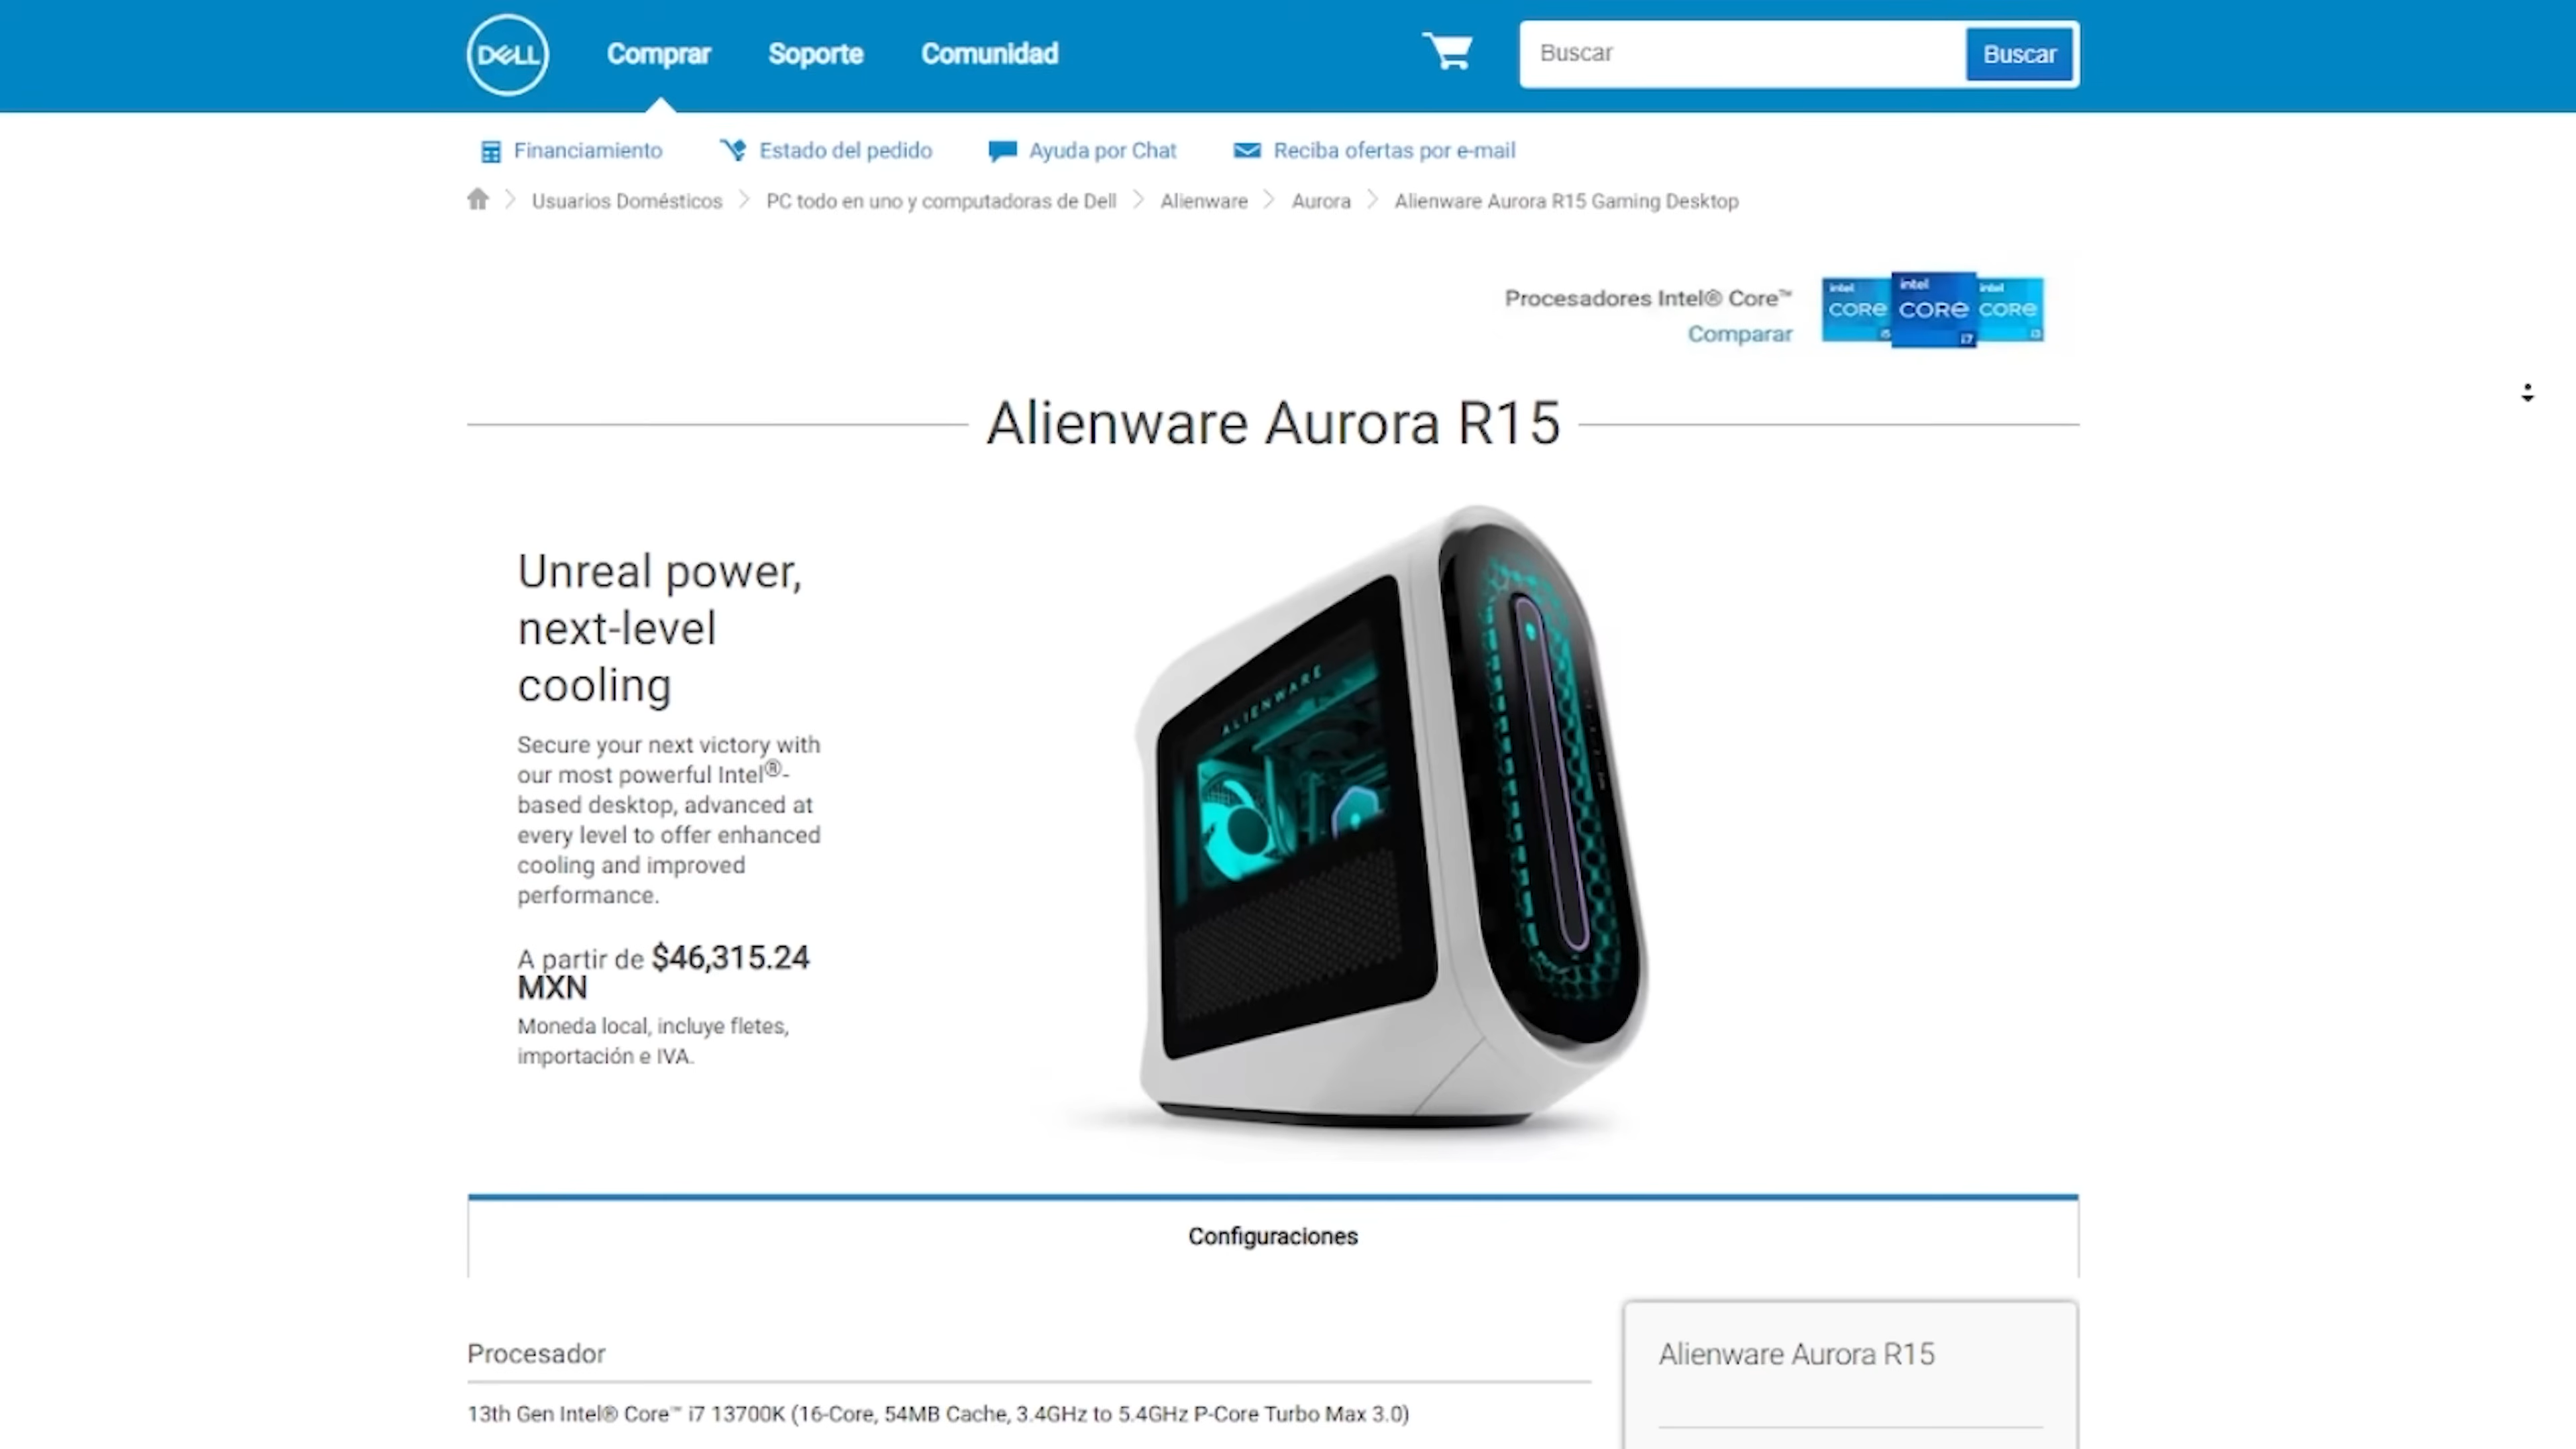 DELL
Comprar
Soporte
Comunidad
Buscar
Buscar
Financiamiento
Estado del pedido
Ayuda por Chat
Reciba ofertas por e-mail
Usuarios Domésticos
PC todo en uno y computadoras de Dell
Alienware
Aurora
Alienware Aurora R15 Gaming Desktop
Procesadores Intel® Core™
Comparar
intel CORE i5
intel CORE i7
intel CORE i3
Alienware Aurora R15
Unreal power,
next-level
cooling
Secure your next victory with
our most powerful Intel®-
based desktop, advanced at
every level to offer enhanced
cooling and improved
performance.
A partir de $46,315.24
MXN
Moneda local, incluye fletes,
importación e IVA.
ALIENWARE
Configuraciones
Procesador
13th Gen Intel® Core™ i7 13700K (16-Core, 54MB Cache, 3.4GHz to 5.4GHz P-Core Turbo Max 3.0)
Alienware Aurora R15